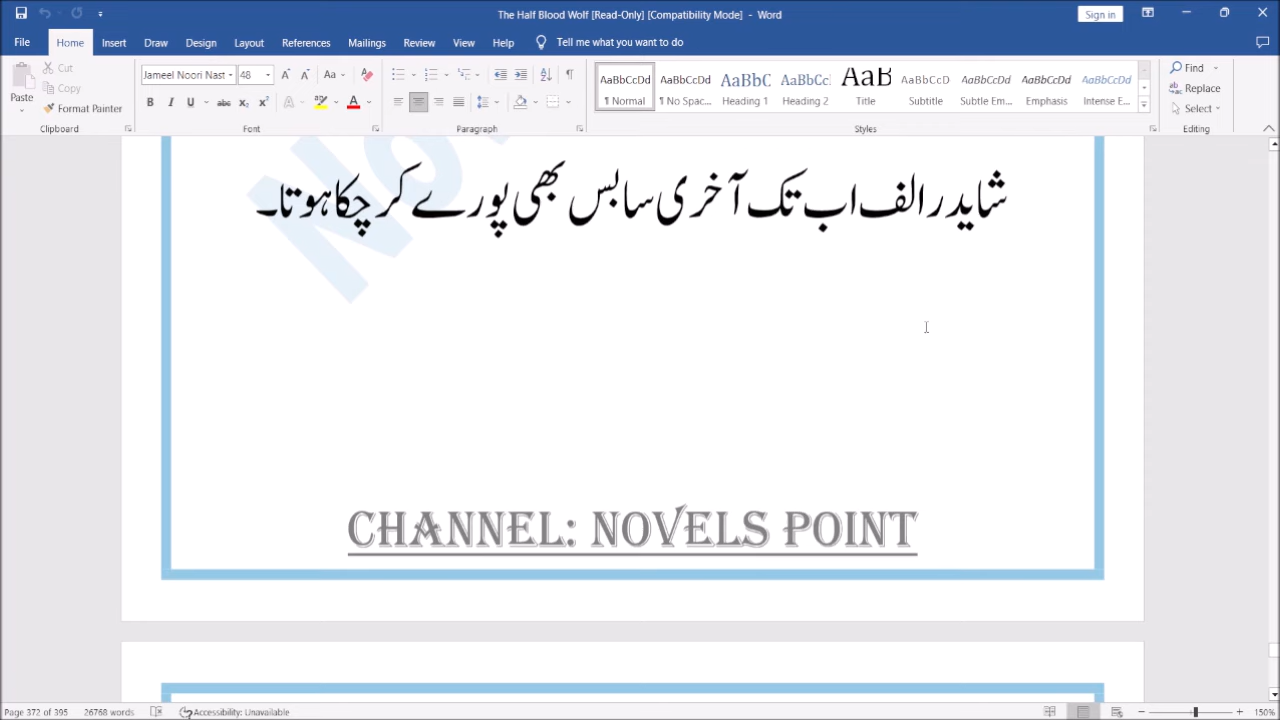 The Half Blood Wolf [Read-Only] [Compatibility Mode] - Word
Sign in
File Home Insert Draw Design Layout References Mailings Review View Help Tell me what you want to do
Paste
Cut
Copy
Format Painter
Clipboard
Jameel Noori Nast 48
Font
Paragraph
AaBbCcDd AaBbCcDd AaBbC AaBbCc AaB AaBbCcD AaBbCcDd AaBbCcDd AaBbCcDd
¶ Normal ¶ No Spac... Heading 1 Heading 2 Title Subtitle Subtle Em... Emphasis Intense E...
Styles
Find
Replace
Select
Editing
شاید رالف اب تک آخری سانس بھی پورے کر چکا ہوتا۔
CHANNEL: NOVELS POINT
Page 372 of 395 26768 words Accessibility: Unavailable 150%